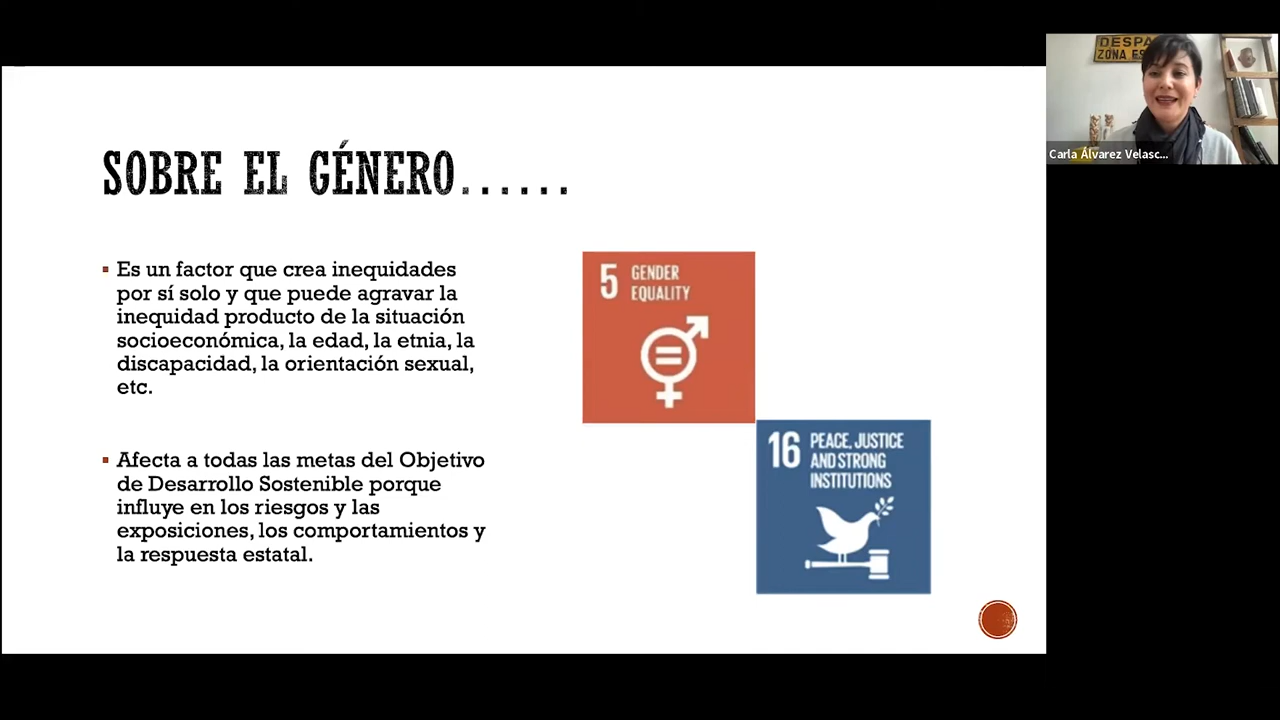 SOBRE EL GÉNERO......
▪ Es un factor que crea inequidades
por sí solo y que puede agravar la
inequidad producto de la situación
socioeconómica, la edad, la etnia, la
discapacidad, la orientación sexual,
etc.
▪ Afecta a todas las metas del Objetivo
de Desarrollo Sostenible porque
influye en los riesgos y las
exposiciones, los comportamientos y
la respuesta estatal.
5 GENDER
EQUALITY
16 PEACE, JUSTICE
AND STRONG
INSTITUTIONS
DESPA
ZONA ES
Carla Álvarez Velasc...